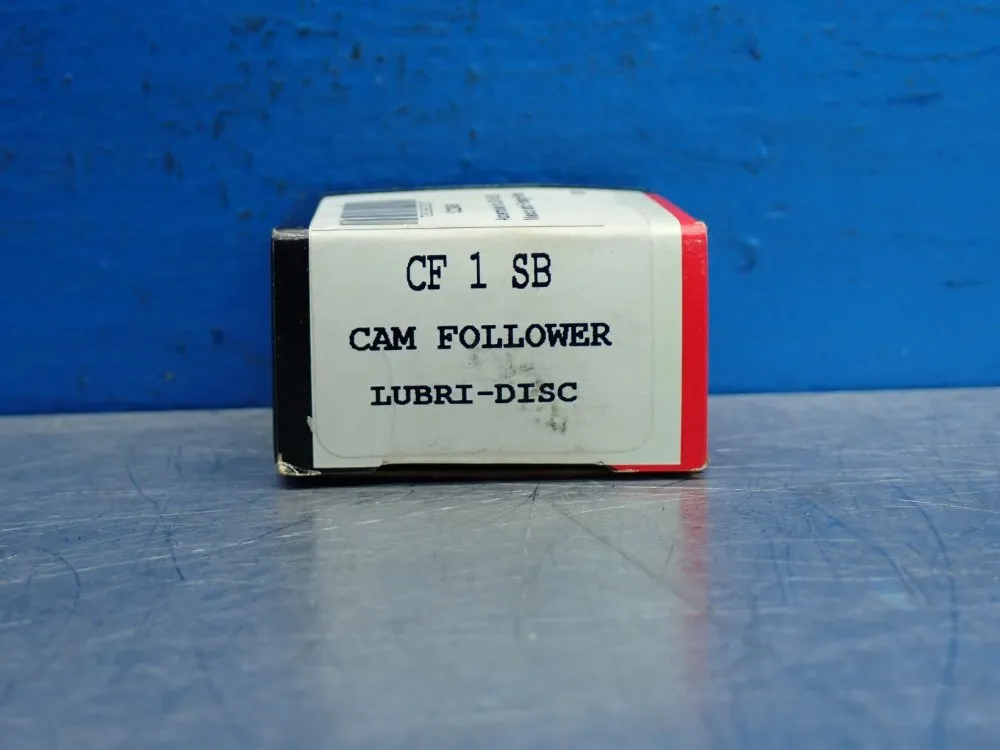 CF 1 SB
CAM FOLLOWER
LUBRI-DISC